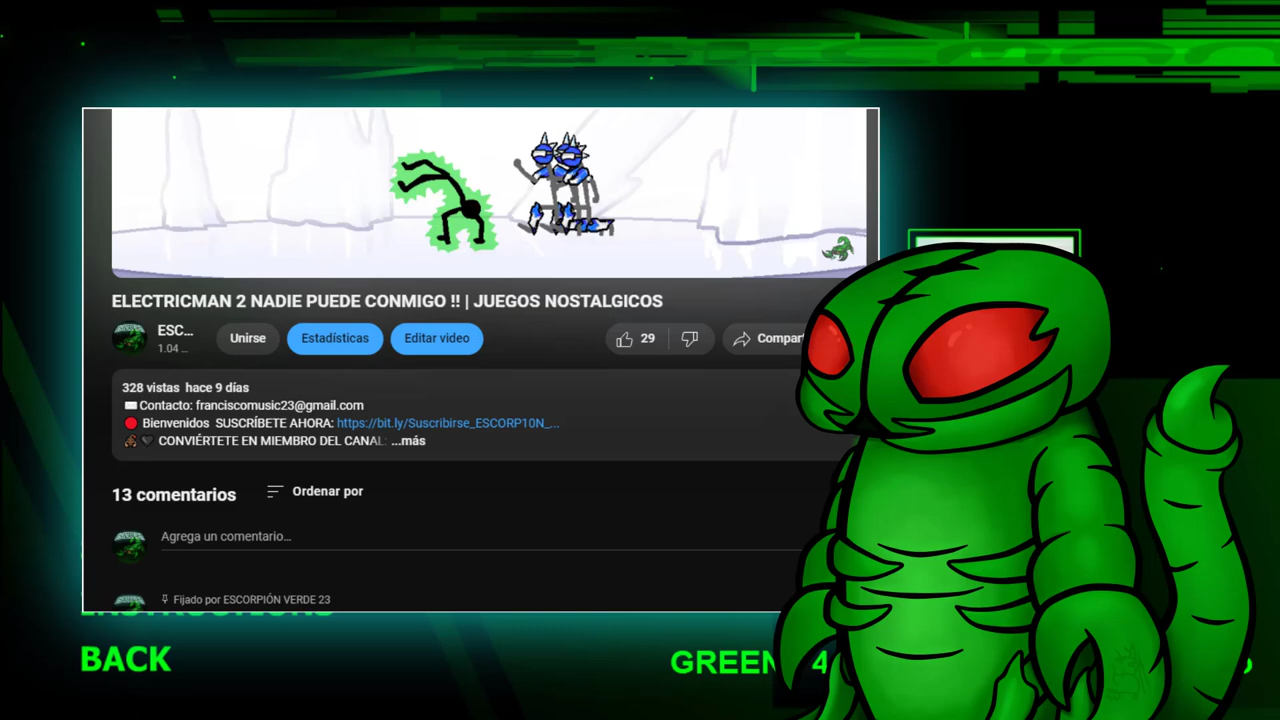 ELECTRICMAN 2 NADIE PUEDE CONMIGO !! | JUEGOS NOSTALGICOS
ESC...
1.04 ...
Unirse
Estadísticas
Editar video
29
Compart
328 vistas hace 9 días
Contacto: franciscomusic23@gmail.com
Bienvenidos SUSCRÍBETE AHORA: https://bit.ly/Suscribirse_ESCORP10N_...
CONVIÉRTETE EN MIEMBRO DEL CANAL: ...más
13 comentarios
Ordenar por
Agrega un comentario...
Fijado por ESCORPIÓN VERDE 23
BACK
GREEN 4